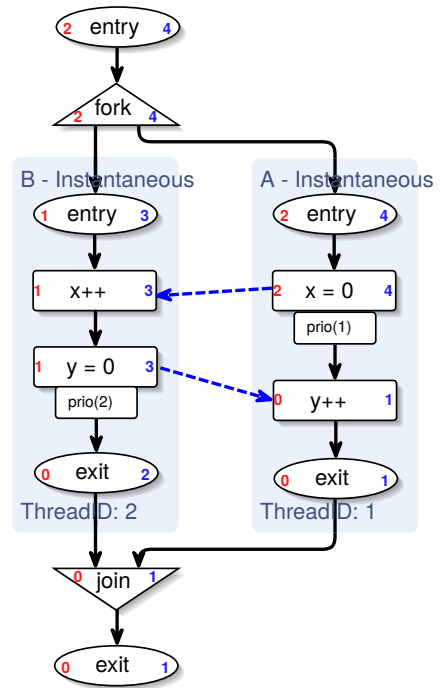 2 entry 4
fork
2 4
B - Instantaneous
A - Instantaneous
1 entry 3
2 entry 4
1 x++ 3
2 x = 0 4
prio(1)
1 y = 0 3
prio(2)
0 y++ 1
0 exit 2
0 exit 1
ThreadID: 2
ThreadID: 1
0 join 1
0 exit 1